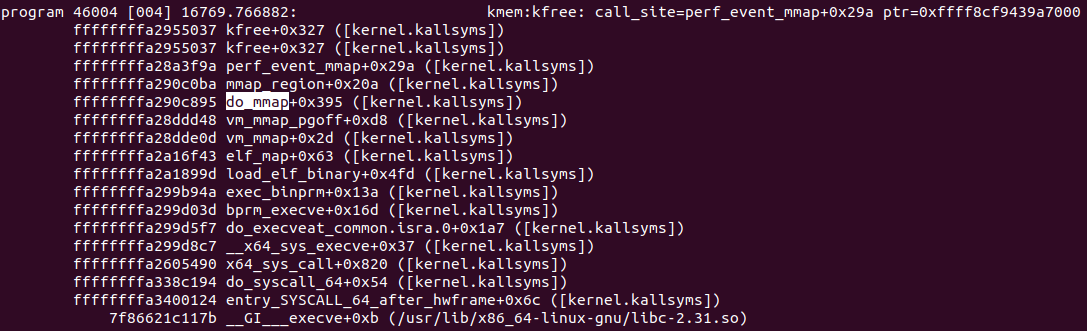 program 46004 [004] 16769.766882: kmem:kfree: call_site=perf_event_mmap+0x29a ptr=0xffff8cf9439a7000
ffffffffa2955037 kfree+0x327 ([kernel.kallsyms])
ffffffffa2955037 kfree+0x327 ([kernel.kallsyms])
ffffffffa28a3f9a perf_event_mmap+0x29a ([kernel.kallsyms])
ffffffffa290c0ba mmap_region+0x20a ([kernel.kallsyms])
ffffffffa290c895 do_mmap+0x395 ([kernel.kallsyms])
ffffffffa28ddd48 vm_mmap_pgoff+0xd8 ([kernel.kallsyms])
ffffffffa28dde0d vm_mmap+0x2d ([kernel.kallsyms])
ffffffffa2a16f43 elf_map+0x63 ([kernel.kallsyms])
ffffffffa2a1899d load_elf_binary+0x4fd ([kernel.kallsyms])
ffffffffa299b94a exec_binprm+0x13a ([kernel.kallsyms])
ffffffffa299d03d bprm_execve+0x16d ([kernel.kallsyms])
ffffffffa299d5f7 do_execveat_common.isra.0+0x1a7 ([kernel.kallsyms])
ffffffffa299d8c7 __x64_sys_execve+0x37 ([kernel.kallsyms])
ffffffffa2605490 x64_sys_call+0x820 ([kernel.kallsyms])
ffffffffa338c194 do_syscall_64+0x54 ([kernel.kallsyms])
ffffffffa3400124 entry_SYSCALL_64_after_hwframe+0x6c ([kernel.kallsyms])
7f86621c117b __GI___execve+0xb (/usr/lib/x86_64-linux-gnu/libc-2.31.so)